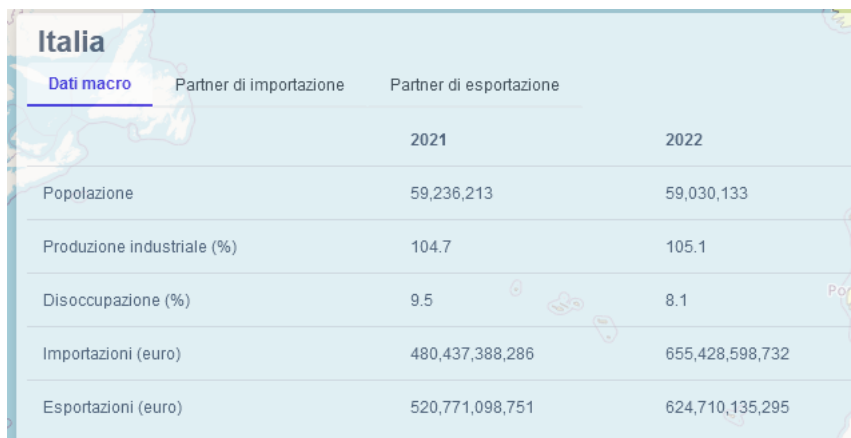 Italia
Dati macro Partner di importazione Partner di esportazione
2021 2022
Popolazione 59,236,213 59,030,133
Produzione industriale (%) 104.7 105.1
Disoccupazione (%) 9.5 8.1
Importazioni (euro) 480,437,388,286 655,428,598,732
Esportazioni (euro) 520,771,098,751 624,710,135,295